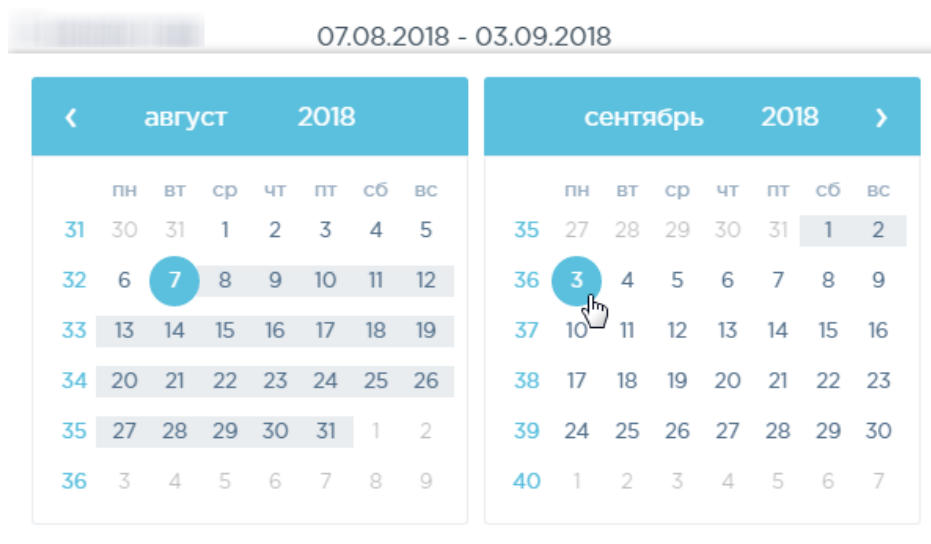 07.08.2018 - 03.09.2018
август 2018
пн вт ср чт пт сб вс
31 30 31 1 2 3 4 5
32 6 7 8 9 10 11 12
33 13 14 15 16 17 18 19
34 20 21 22 23 24 25 26
35 27 28 29 30 31 1 2
36 3 4 5 6 7 8 9
сентябрь 2018
пн вт ср чт пт сб вс
35 27 28 29 30 31 1 2
36 3 4 5 6 7 8 9
37 10 11 12 13 14 15 16
38 17 18 19 20 21 22 23
39 24 25 26 27 28 29 30
40 1 2 3 4 5 6 7